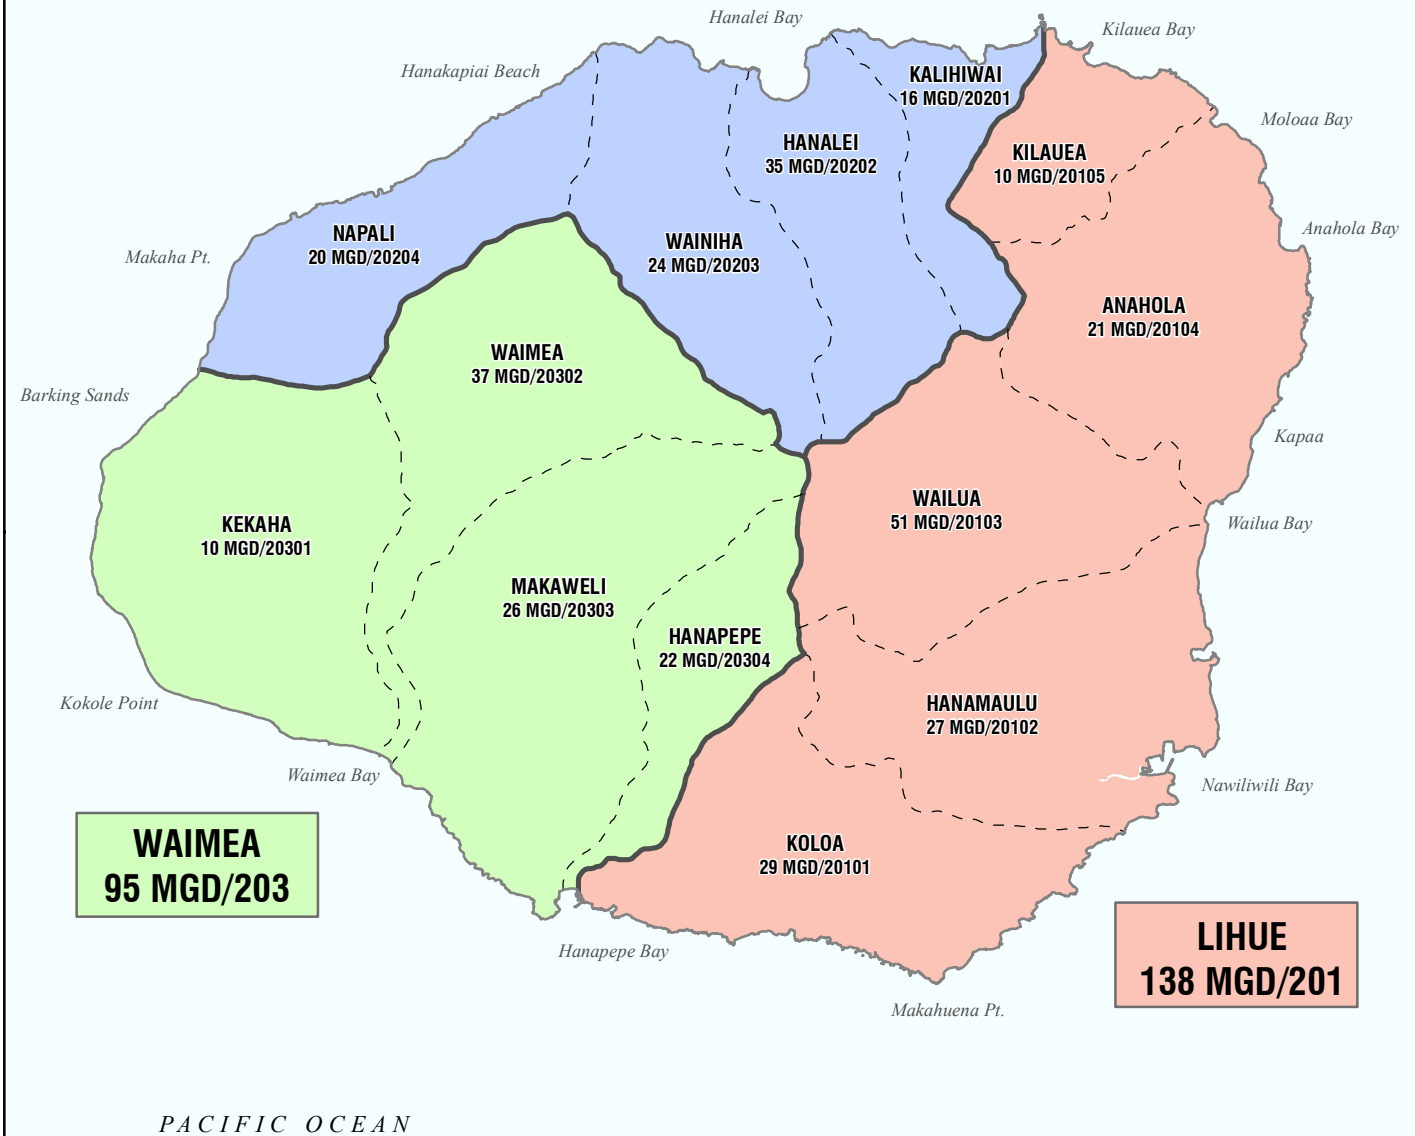 Hanalei Bay
Kilauea Bay
Hanakapiai Beach
KALIHIWAI
16 MGD/20201
Moloaa Bay
HANALEI
35 MGD/20202
KILAUEA
10 MGD/20105
NAPALI
20 MGD/20204
Makaha Pt.
WAINIHA
24 MGD/20203
Anahola Bay
ANAHOLA
21 MGD/20104
WAIMEA
37 MGD/20302
Barking Sands
Kapaa
KEKAHA
10 MGD/20301
WAILUA
51 MGD/20103
Wailua Bay
MAKAWELI
26 MGD/20303
HANAPEPE
22 MGD/20304
Kokole Point
HANAMAULU
27 MGD/20102
Waimea Bay
Nawiliwili Bay
WAIMEA
95 MGD/203
KOLOA
29 MGD/20101
LIHUE
138 MGD/201
Hanapepe Bay
Makahuena Pt.
PACIFIC OCEAN